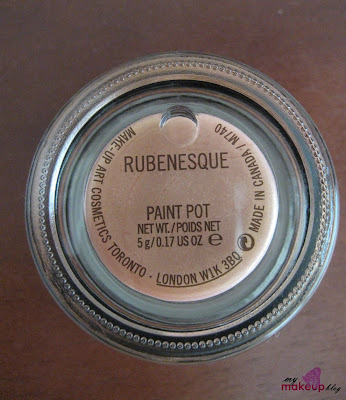 RUBENESQUE
PAINT POT
NET WT./POIDS NET
5 g/0.17 US OZ ℮
MAKE-UP ART COSMETICS TORONTO · LONDON W1K 3BQ
MADE IN CANADA / M740
my
makeup blog